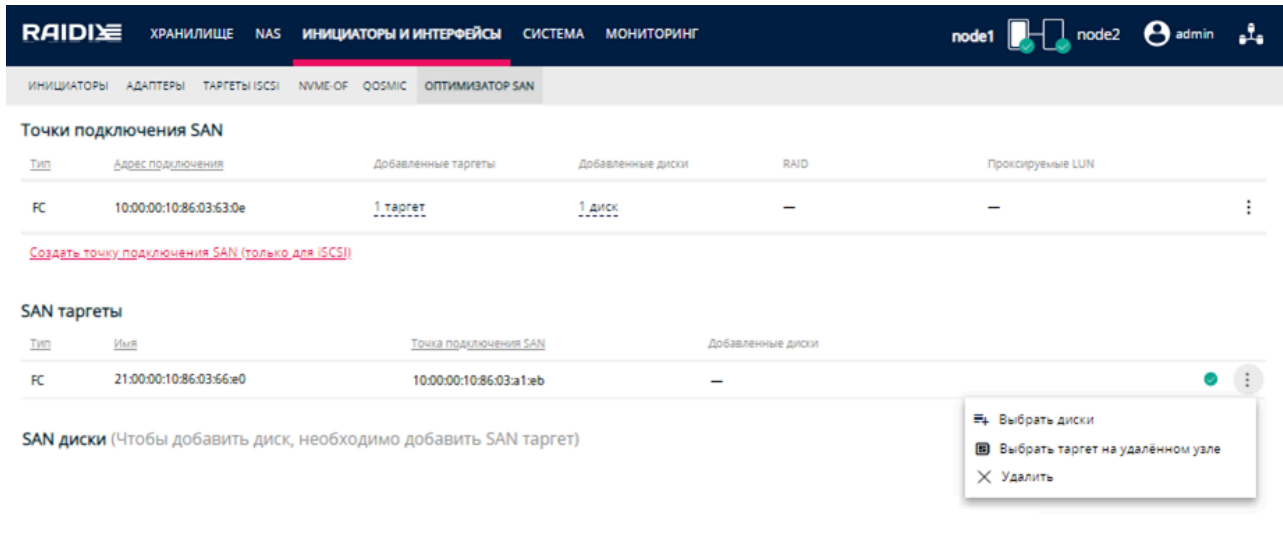 RAIDIX ХРАНИЛИЩЕ NAS ИНИЦИАТОРЫ И ИНТЕРФЕЙСЫ СИСТЕМА МОНИТОРИНГ node1 node2 admin
ИНИЦИАТОРЫ АДАПТЕРЫ ТАРГЕТЫ ISCSI NVME-OF QOSMIC ОПТИМИЗАТОР SAN
Точки подключения SAN
Тип Адрес подключения Добавленные таргеты Добавленные диски RAID Проксируемые LUN
FC 10:00:00:10:86:03:63:0e 1 таргет 1 диск — —
Создать точку подключения SAN (только для iSCSI)
SAN таргеты
Тип Имя Точка подключения SAN Добавленные диски
FC 21:00:00:10:86:03:66:e0 10:00:00:10:86:03:a1:eb —
Выбрать диски
SAN диски (Чтобы добавить диск, необходимо добавить SAN таргет)
Выбрать таргет на удалённом узле
Удалить